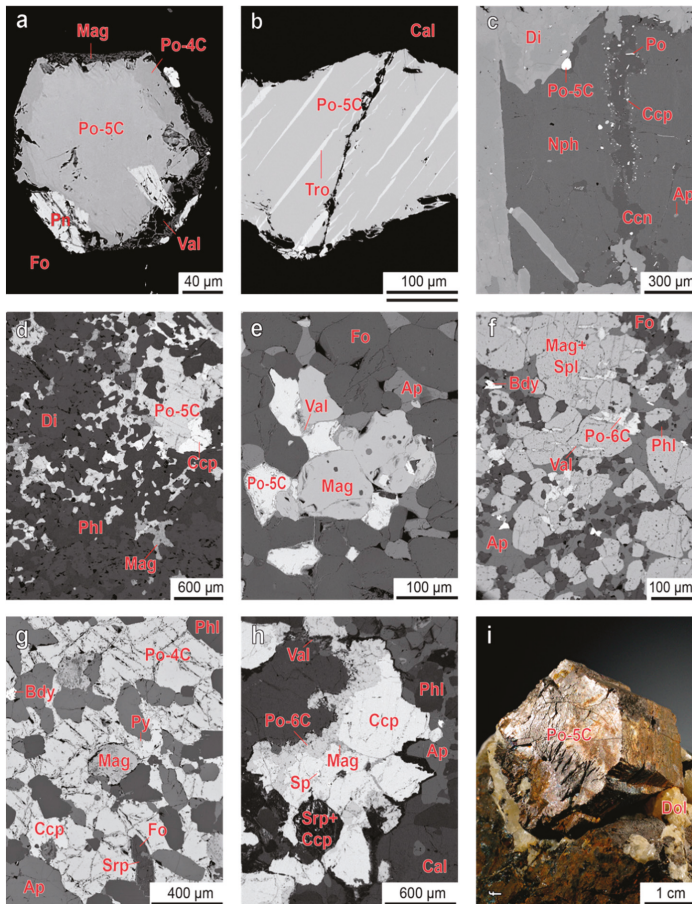 a
Mag
Po-4C
Po-5C
Pn
Val
Fo
40 µm
b
Cal
Po-5C
Tro
100 µm
c
Di
Po
Po-5C
Ccp
Nph
Ap
Ccn
300 µm
d
Di
Po-5C
Ccp
Phl
Mag
600 µm
e
Fo
Ap
Val
Po-5C
Mag
100 µm
f
Fo
Mag+
Spl
Bdy
Po-6C
Phl
Val
Ap
100 µm
g
Phl
Po-4C
Bdy
Py
Mag
Ccp
Fo
Srp
Ap
400 µm
h
Val
Phl
Ccp
Po-6C
Mag
Ap
Sp
Srp+
Ccp
Cal
600 µm
i
Po-5C
Dol
1 cm